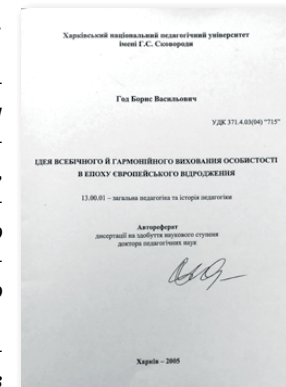 Харківський національний педагогічний університет
імені Г.С. Сковороди
Год Борис Васильович
УДК 371.4.03(04) "715"
ІДЕЯ ВСЕБІЧНОГО Й ГАРМОНІЙНОГО ВИХОВАННЯ ОСОБИСТОСТІ
В ЕПОХУ ЄВРОПЕЙСЬКОГО ВІДРОДЖЕННЯ
13.00.01 – загальна педагогіка та історія педагогіки
Автореферат
дисертації на здобуття наукового ступеня
доктора педагогічних наук
Харків – 2005